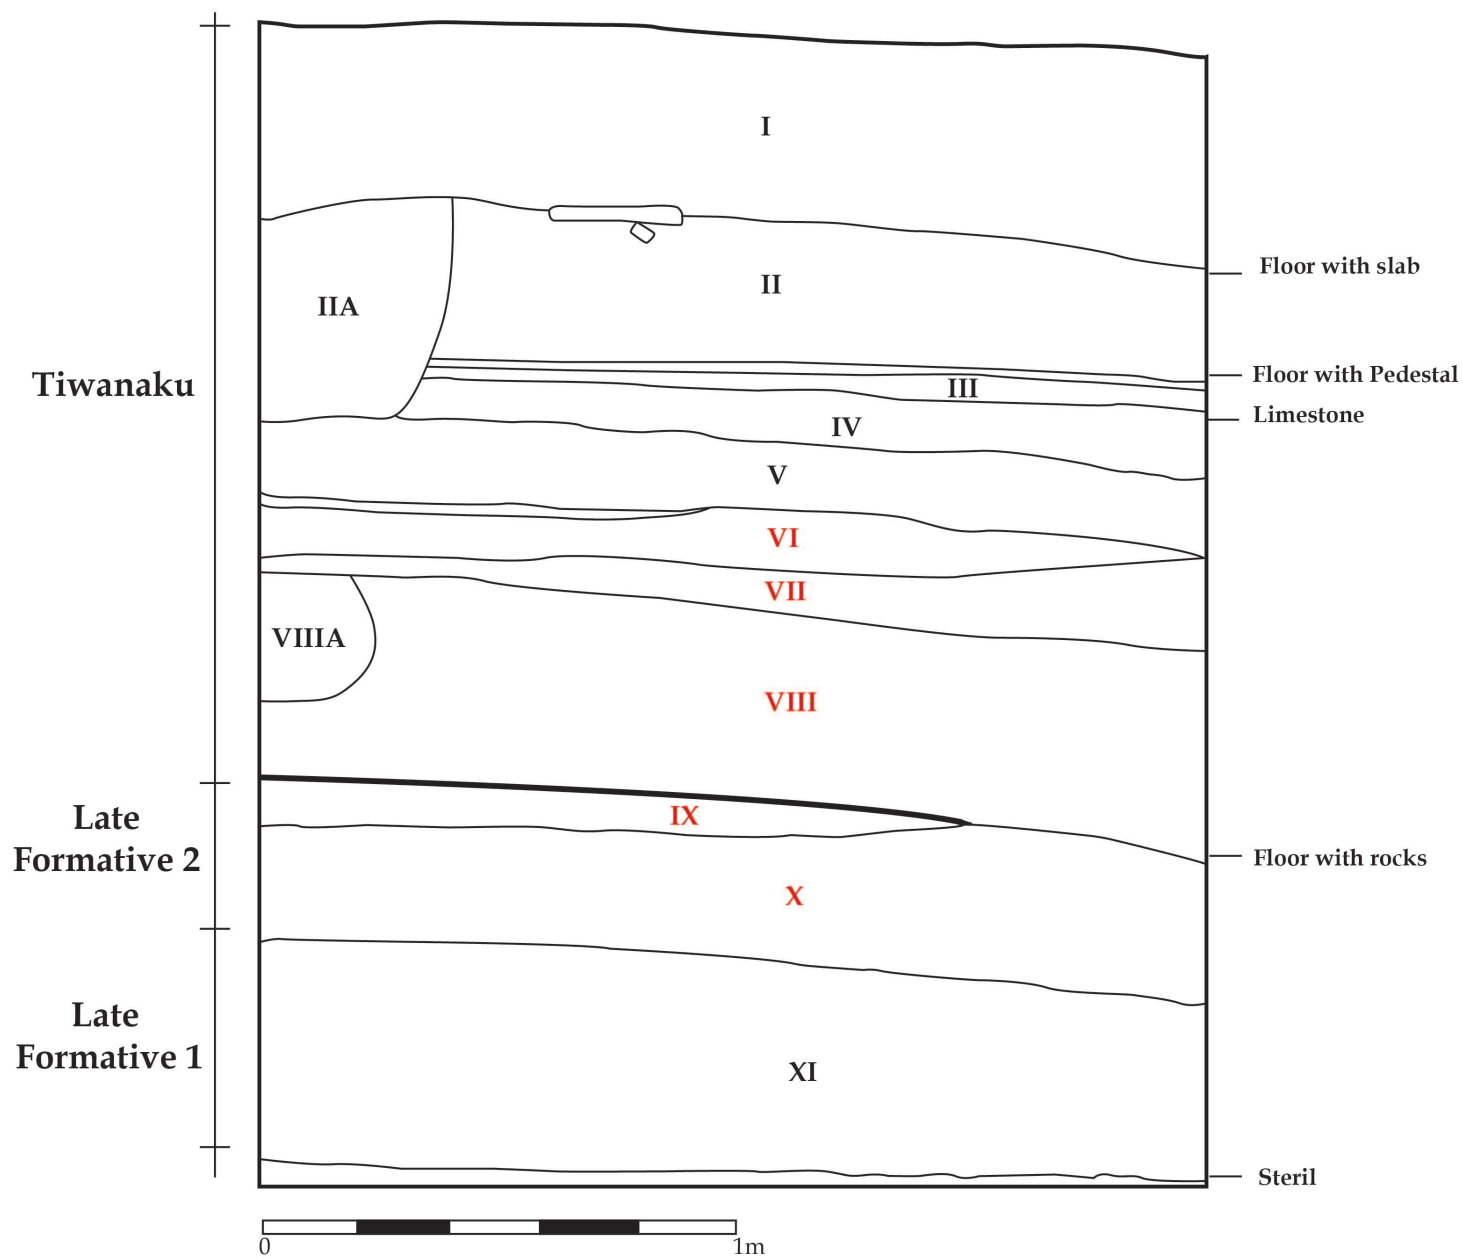 I
Floor with slab
II
IIA
Floor with Pedestal
Tiwanaku
III
Limestone
IV
V
VI
VII
VIIIA
VIII
Late
Formative 2
IX
Floor with rocks
X
Late
Formative 1
XI
Steril
0
1m